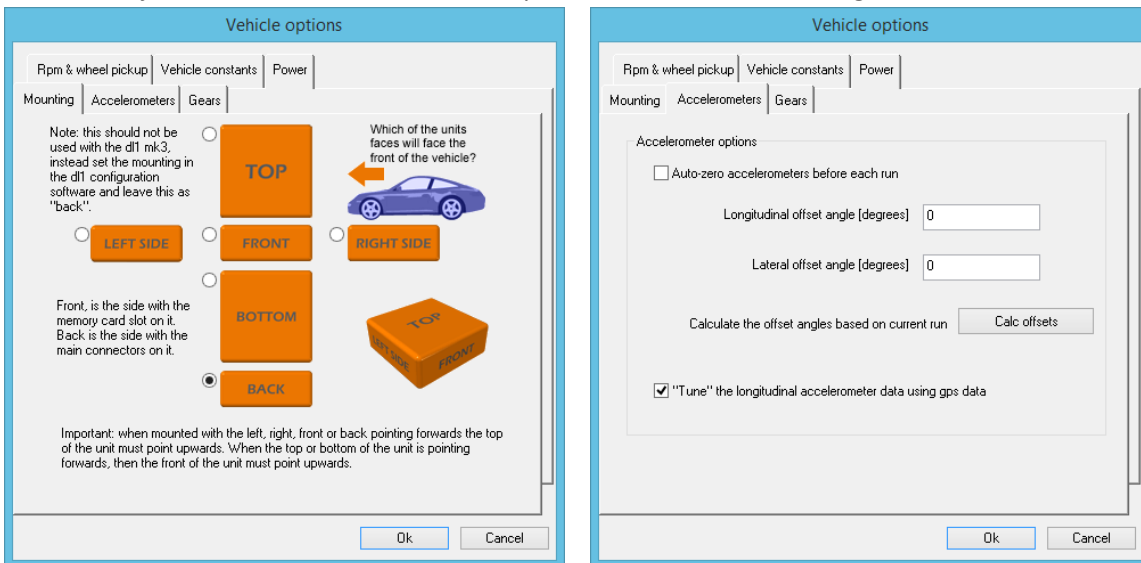 Vehicle options
Rpm & wheel pickup
Vehicle constants
Power
Mounting
Accelerometers
Gears
Note: this should not be
used with the dl1 mk3,
instead set the mounting in
the dl1 configuration
software and leave this as
"back".
TOP
Which of the units
faces will face the
front of the vehicle?
LEFT SIDE
FRONT
RIGHT SIDE
Front, is the side with the
memory card slot on it.
Back is the side with the
main connectors on it.
BOTTOM
TOP
LEFT SIDE
FRONT
BACK
Important: when mounted with the left, right, front or back pointing forwards the top
of the unit must point upwards. When the top or bottom of the unit is pointing
forwards, then the front of the unit must point upwards.
Ok
Cancel
Vehicle options
Rpm & wheel pickup
Vehicle constants
Power
Mounting
Accelerometers
Gears
Accelerometer options
Auto-zero accelerometers before each run
Longitudinal offset angle [degrees]
0
Lateral offset angle [degrees]
0
Calculate the offset angles based on current run
Calc offsets
"Tune" the longitudinal accelerometer data using gps data
Ok
Cancel